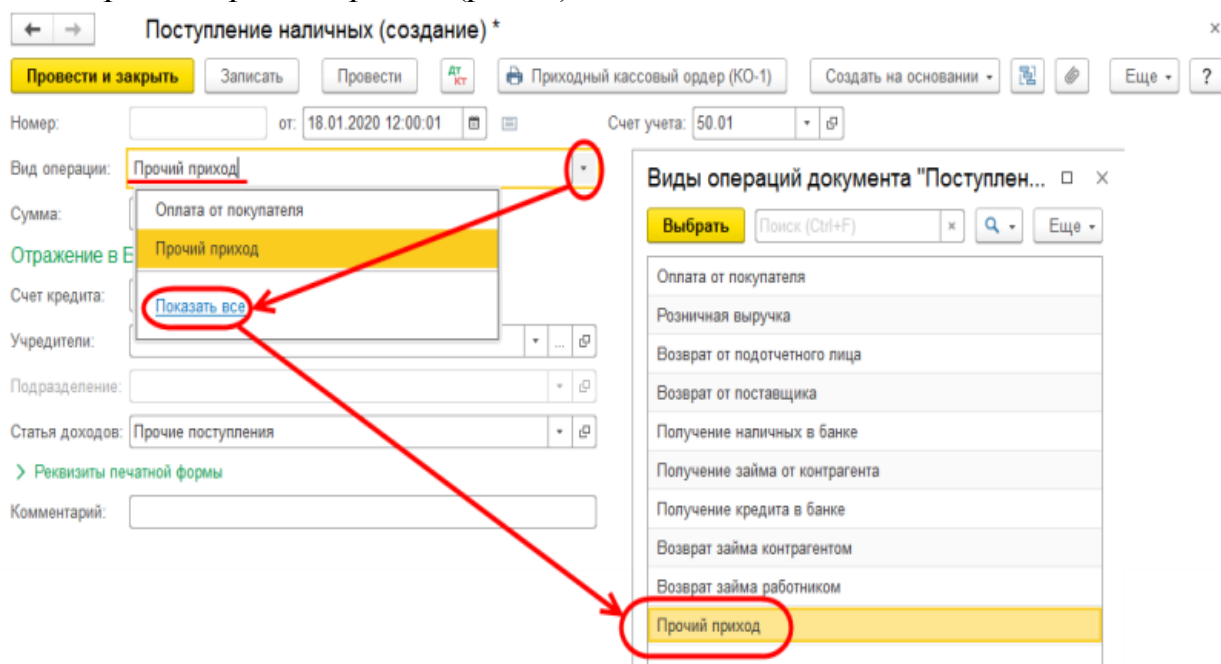 Поступление наличных (создание) *
Провести и закрыть Записать Провести Дт Кт Приходный кассовый ордер (КО-1) Создать на основании Еще ?
Номер: от: 18.01.2020 12:00:01 Счет учета: 50.01
Вид операции: Прочий приход
Сумма:
Оплата от покупателя
Прочий приход
Показать все
Отражение в Б
Счет кредита:
Учредители: ...
Подразделение:
Статья доходов: Прочие поступления
Реквизиты печатной формы
Комментарий:
Виды операций документа "Поступлен...
Выбрать Поиск (Ctrl+F) × Еще
Оплата от покупателя
Розничная выручка
Возврат от подотчетного лица
Возврат от поставщика
Получение наличных в банке
Получение займа от контрагента
Получение кредита в банке
Возврат займа контрагентом
Возврат займа работником
Прочий приход